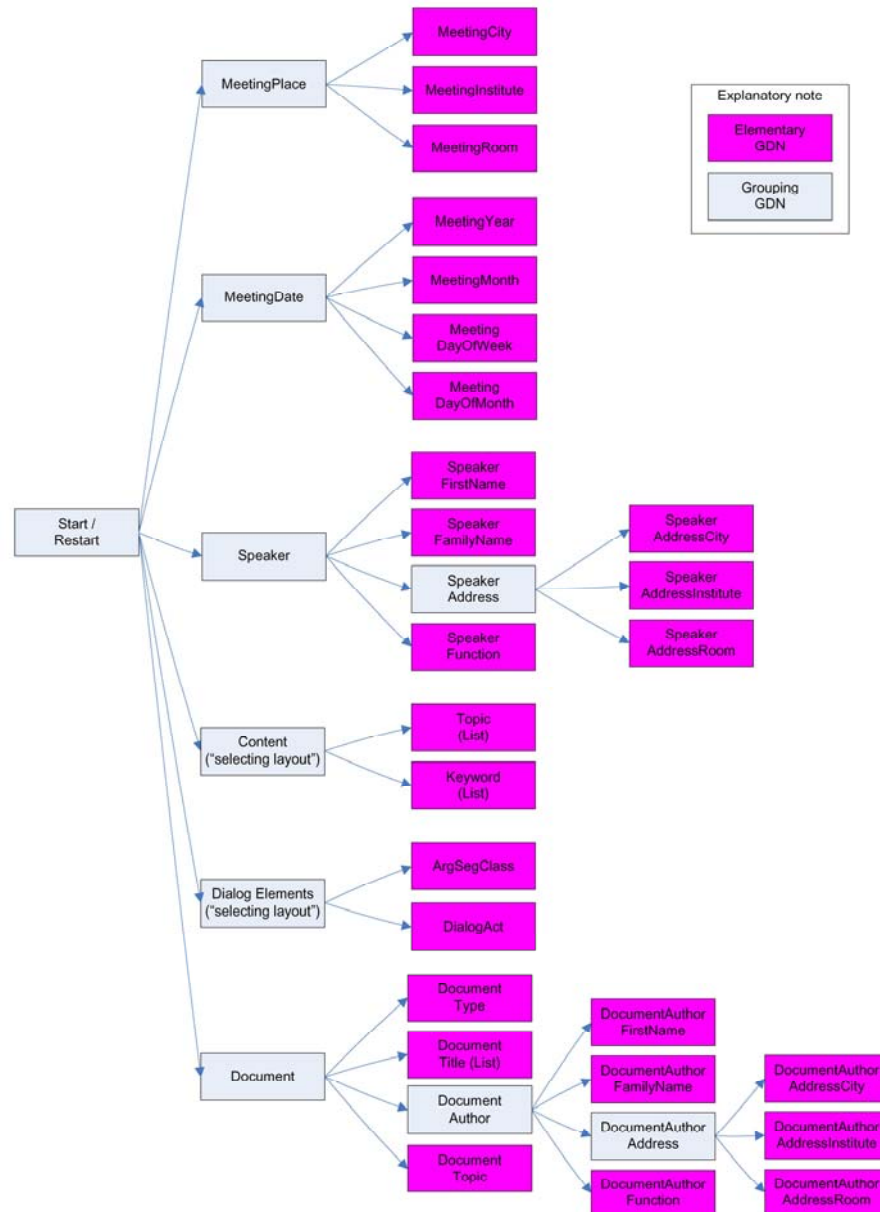 MeetingCity
MeetingPlace
MeetingInstitute
MeetingRoom
Explanatory note
Elementary
GDN
Grouping
GDN
MeetingYear
MeetingDate
MeetingMonth
Meeting
DayOfWeek
Meeting
DayOfMonth
Start /
Restart
Speaker
FirstName
Speaker
Speaker
FamilyName
Speaker
Address
Speaker
Function
Speaker
AddressCity
Speaker
AddressInstitute
Speaker
AddressRoom
Content
("selecting layout")
Topic
(List)
Keyword
(List)
Dialog Elements
("selecting layout")
ArgSegClass
DialogAct
Document
Document
Type
Document
Title (List)
Document
Author
Document
Topic
DocumentAuthor
FirstName
DocumentAuthor
FamilyName
DocumentAuthor
Address
DocumentAuthor
Function
DocumentAuthor
AddressCity
DocumentAuthor
AddressInstitute
DocumentAuthor
AddressRoom